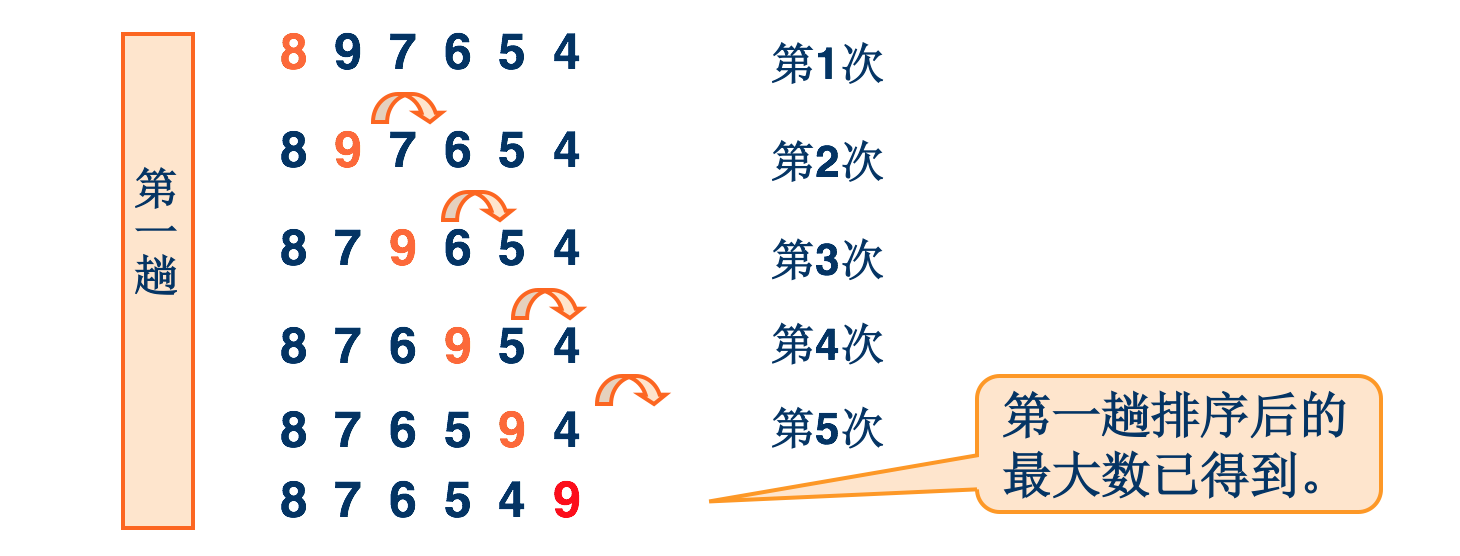 第一趟
8 9 7 6 5 4 第1次
8 9 7 6 5 4 第2次
8 7 9 6 5 4 第3次
8 7 6 9 5 4 第4次
8 7 6 5 9 4 第5次
8 7 6 5 4 9
第一趟排序后的
最大数已得到。